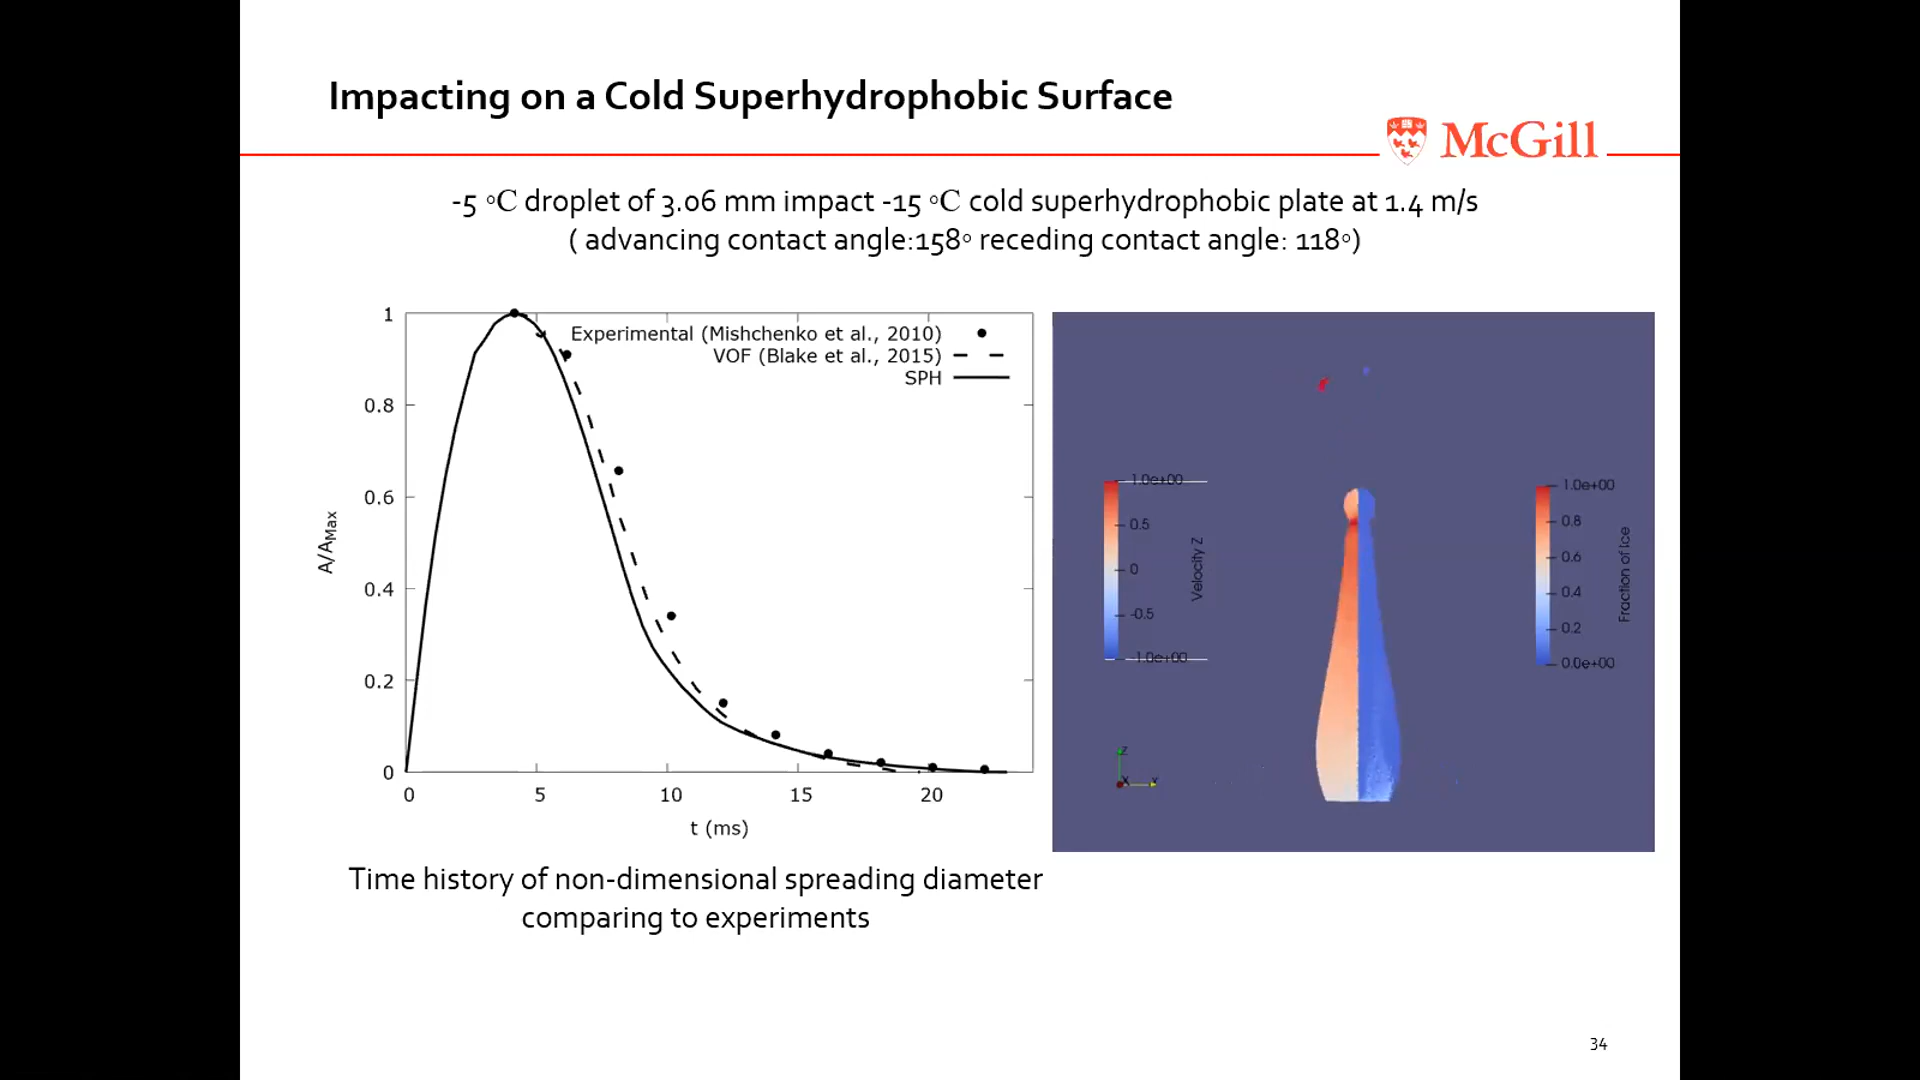 Impacting on a Cold Superhydrophobic Surface
McGill
-5 °C droplet of 3.06 mm impact -15 °C cold superhydrophobic plate at 1.4 m/s
( advancing contact angle:158° receding contact angle: 118°)
Experimental (Mishchenko et al., 2010)
VOF (Blake et al., 2015)
SPH
1
0.8
0.6
0.4
0.2
0
A/AMax
0 5 10 15 20
t (ms)
1.0e+00
0.5
0
-0.5
-1.0e+00
Velocity Z
1.0e+00
0.8
0.6
0.4
0.2
0.0e+00
Fraction of Ice
Z
X
Y
Time history of non-dimensional spreading diameter
comparing to experiments
34